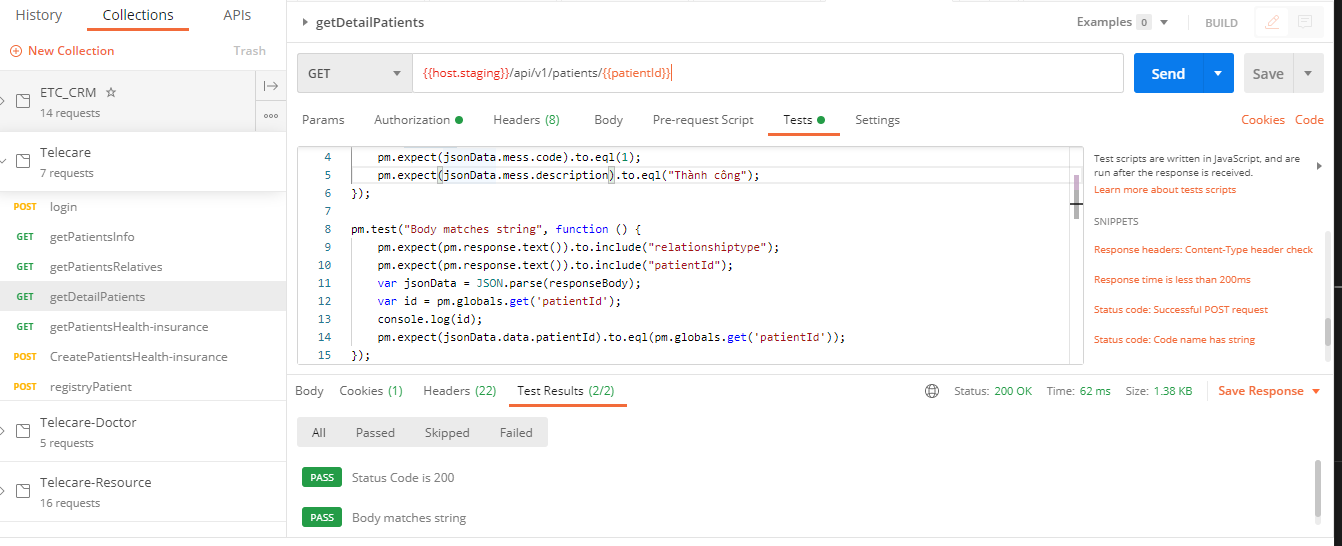 History Collections APIs
New Collection Trash
ETC_CRM
14 requests
Telecare
7 requests
POST login
GET getPatientsInfo
GET getPatientsRelatives
GET getDetailPatients
GET getPatientsHealth-insurance
POST CreatePatientsHealth-insurance
POST registryPatient
Telecare-Doctor
5 requests
Telecare-Resource
16 requests
getDetailPatients Examples 0 BUILD
GET {{host.staging}}/api/v1/patients/{{patientId}} Send Save
Params Authorization Headers (8) Body Pre-request Script Tests Settings Cookies Code
4 pm.expect(jsonData.mess.code).to.eql(1);
5 pm.expect(jsonData.mess.description).to.eql("Thành công");
6 });
7
8 pm.test("Body matches string", function () {
9 pm.expect(pm.response.text()).to.include("relationshiptype");
10 pm.expect(pm.response.text()).to.include("patientId");
11 var jsonData = JSON.parse(responseBody);
12 var id = pm.globals.get('patientId');
13 console.log(id);
14 pm.expect(jsonData.data.patientId).to.eql(pm.globals.get('patientId'));
15 });
Test scripts are written in JavaScript, and are
run after the response is received.
Learn more about tests scripts
SNIPPETS
Response headers: Content-Type header check
Response time is less than 200ms
Status code: Successful POST request
Status code: Code name has string
Body Cookies (1) Headers (22) Test Results (2/2) Status: 200 OK Time: 62 ms Size: 1.38 KB Save Response
All Passed Skipped Failed
PASS Status Code is 200
PASS Body matches string